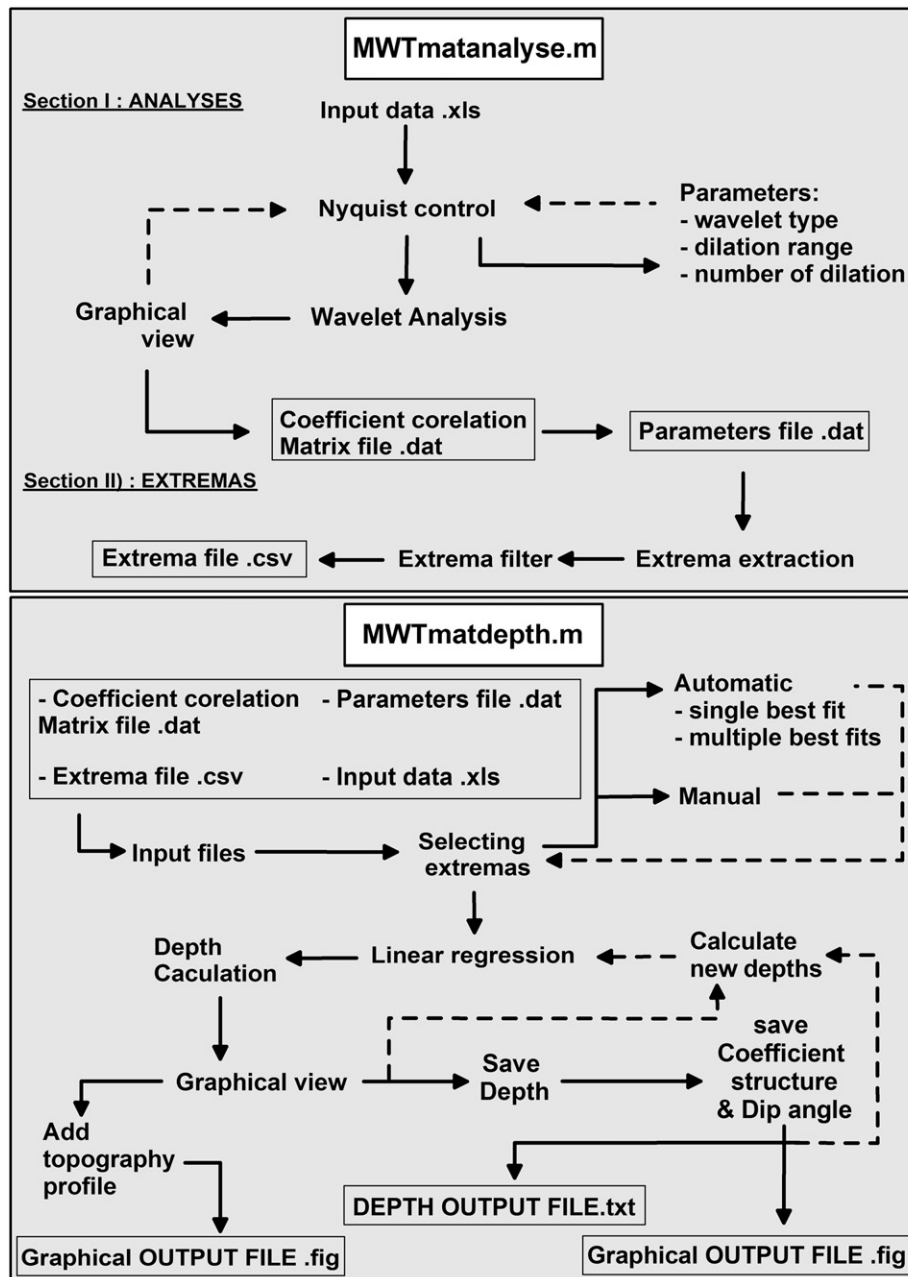 MWTmatanalyse.m
Section I : ANALYSES
Input data .xls
Nyquist control
Parameters:
- wavelet type
- dilation range
- number of dilation
Graphical
view
Wavelet Analysis
Coefficient corelation
Matrix file .dat
Parameters file .dat
Section II) : EXTREMAS
Extrema file .csv
Extrema filter
Extrema extraction
MWTmatdepth.m
- Coefficient corelation
Matrix file .dat
- Parameters file .dat
- Extrema file .csv
- Input data .xls
Automatic
- single best fit
- multiple best fits
Manual
Input files
Selecting
extremas
Depth
Caculation
Linear regression
Calculate
new depths
Graphical view
Save
Depth
save
Coefficient
structure
& Dip angle
Add
topography
profile
DEPTH OUTPUT FILE.txt
Graphical OUTPUT FILE .fig
Graphical OUTPUT FILE .fig